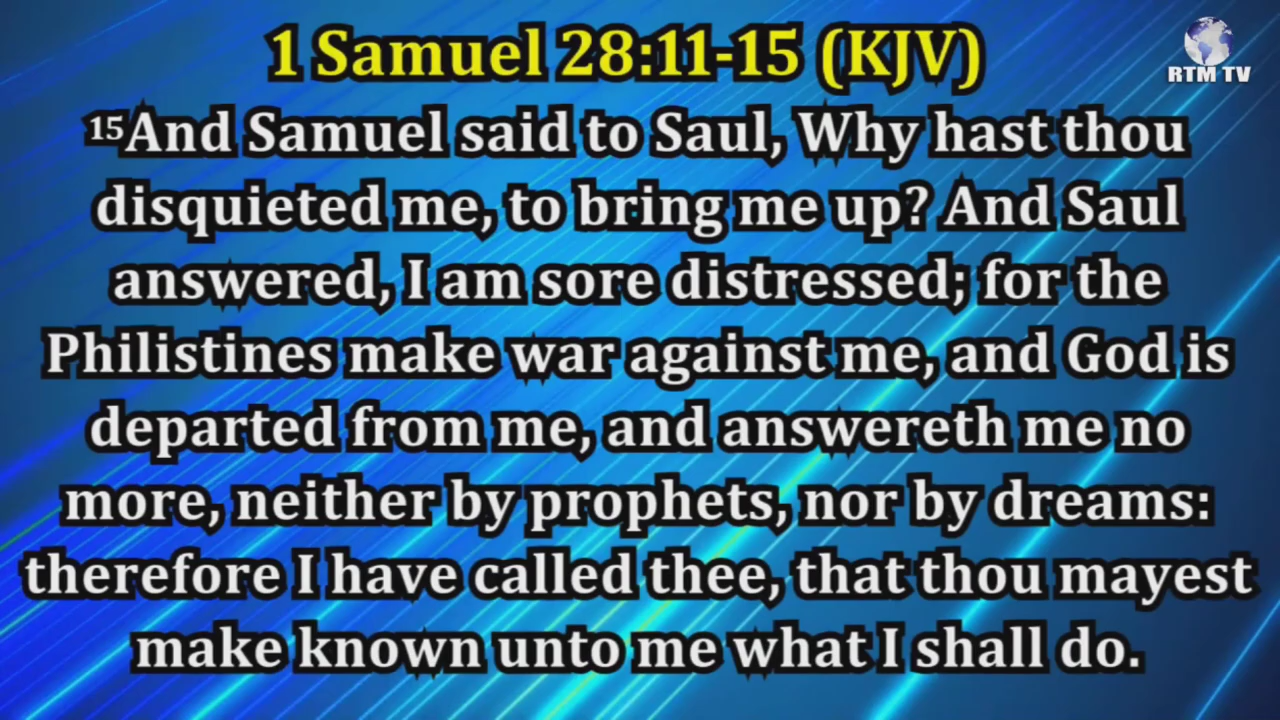 1 Samuel 28:11-15 (KJV)
RTM TV
15And Samuel said to Saul, Why hast thou
disquieted me, to bring me up? And Saul
answered, I am sore distressed; for the
Philistines make war against me, and God is
departed from me, and answereth me no
more, neither by prophets, nor by dreams:
therefore I have called thee, that thou mayest
make known unto me what I shall do.